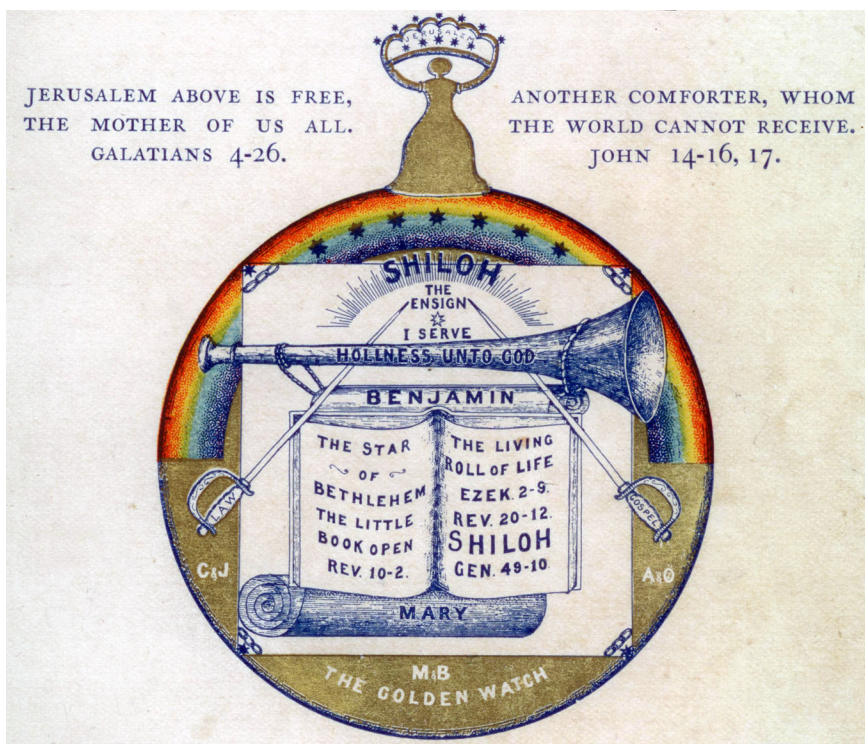 JERUSALEM
JERUSALEM ABOVE IS FREE,
THE MOTHER OF US ALL.
GALATIANS 4-26.
ANOTHER COMFORTER, WHOM
THE WORLD CANNOT RECEIVE.
JOHN 14-16, 17.
SHILOH
THE
ENSIGN
I SERVE
HOLLNESS UNTO GOD
BENJAMIN
THE STAR
OF
BETHLEHEM
THE LITTLE
BOOK OPEN
REV. 10-2.
THE LIVING
ROLL OF LIFE
EZEK. 2-9.
REV. 20-12.
SHILOH
GEN. 49-10.
LAW
GOSPEL
C&J
A&O
MARY
M&B
THE GOLDEN WATCH